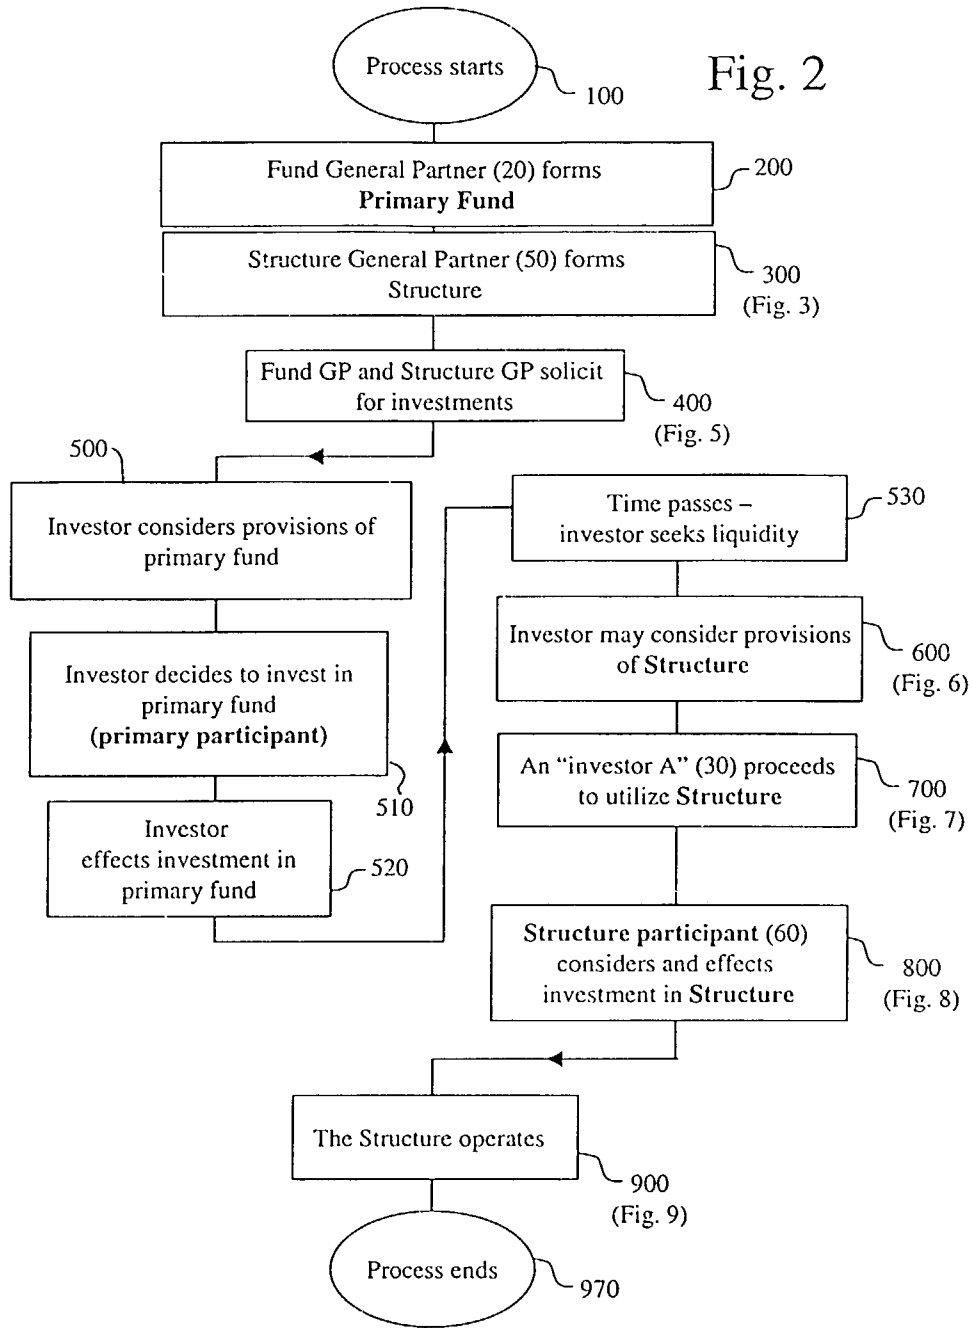 Fig. 2
Process starts
100
Fund General Partner (20) forms
Primary Fund
200
Structure General Partner (50) forms
Structure
300
(Fig. 3)
Fund GP and Structure GP solicit
for investments
400
(Fig. 5)
500
Investor considers provisions of
primary fund
Investor decides to invest in
primary fund
(primary participant)
510
Investor
effects investment in
primary fund
520
Time passes –
investor seeks liquidity
530
Investor may consider provisions
of Structure
600
(Fig. 6)
An “investor A” (30) proceeds
to utilize Structure
700
(Fig. 7)
Structure participant (60)
considers and effects
investment in Structure
800
(Fig. 8)
The Structure operates
900
(Fig. 9)
Process ends
970